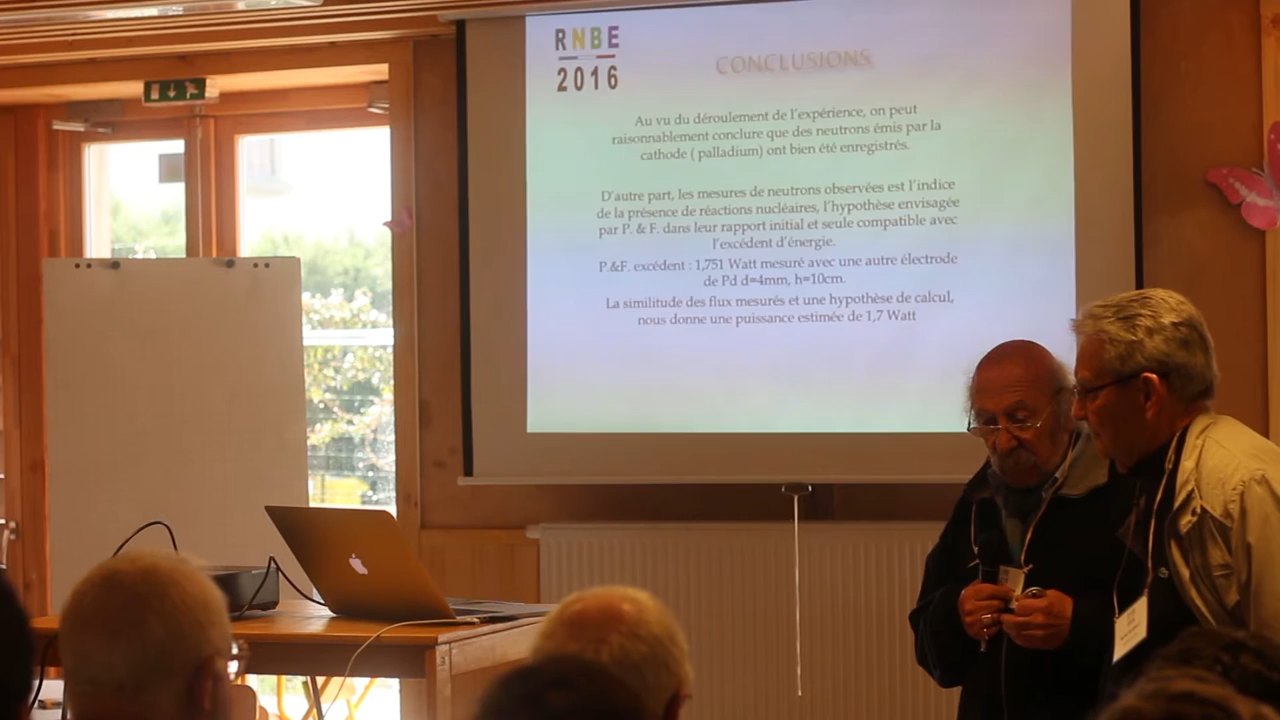 RNBE
2016
CONCLUSIONS
Au vu du déroulement de l'expérience, on peut
raisonnablement conclure que des neutrons émis par la
cathode ( palladium) ont bien été enregistrés.
D'autre part, les mesures de neutrons observées est l'indice
de la présence de réactions nucléaires, l'hypothèse envisagée
par P. & F. dans leur rapport initial et seule compatible avec
l'excédent d'énergie.
P.&F. excédent : 1,751 Watt mesuré avec une autre électrode
de Pd d=4mm, h=10cm.
La similitude des flux mesurés et une hypothèse de calcul,
nous donne une puissance estimée de 1,7 Watt